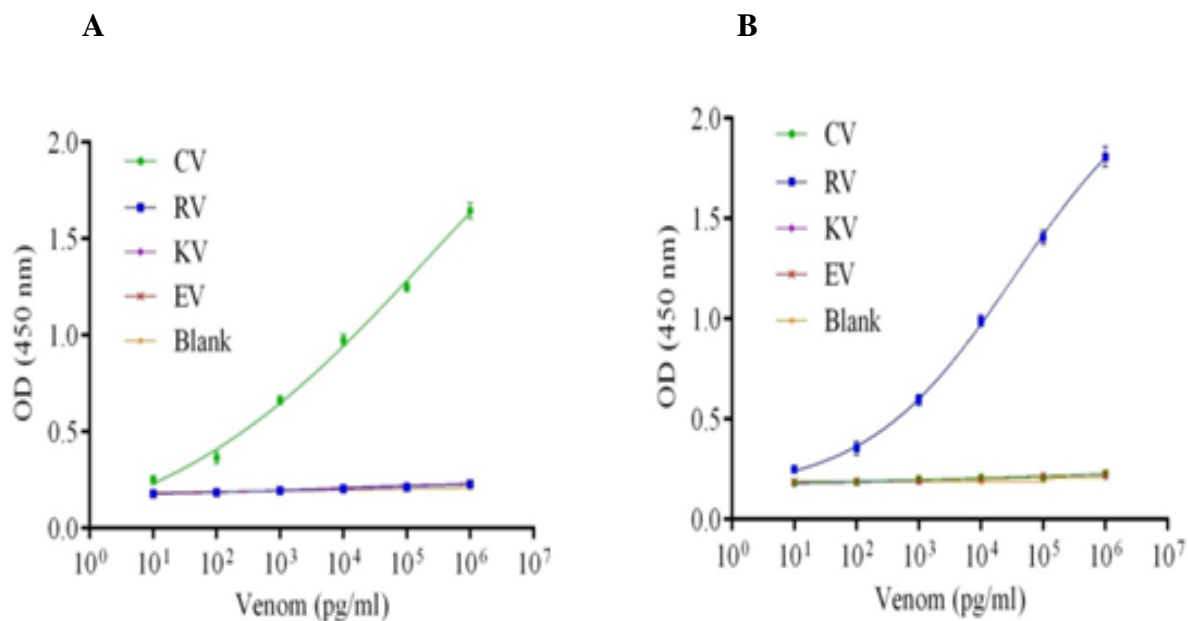 A
B
2.0
1.5
1.0
0.5
0.0
OD (450 nm)
CV
RV
KV
EV
Blank
10⁰ 10¹ 10² 10³ 10⁴ 10⁵ 10⁶ 10⁷
Venom (pg/ml)
2.0
1.5
1.0
0.5
0.0
OD (450 nm)
CV
RV
KV
EV
Blank
10⁰ 10¹ 10² 10³ 10⁴ 10⁵ 10⁶ 10⁷
Venom (pg/ml)